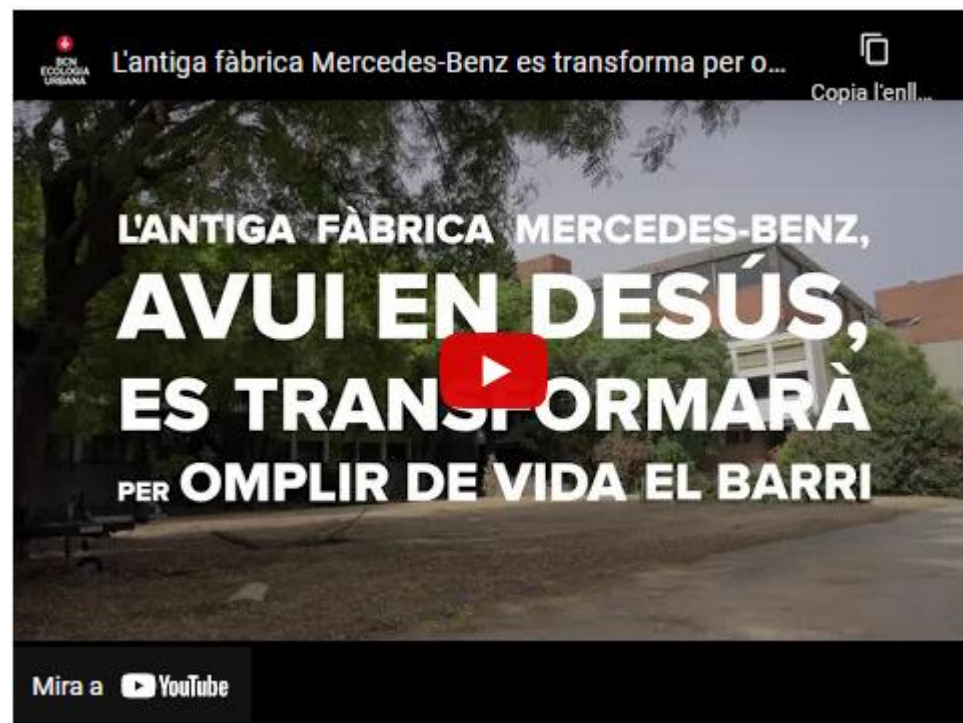 BCN
ECOLOGIA
URBANA
L'antiga fàbrica Mercedes-Benz es transforma per o...
Copia l'enll...
L'ANTIGA FÀBRICA MERCEDES-BENZ,
AVUI EN DESÚS,
ES TRANSFORMARÀ
PER OMPLIR DE VIDA EL BARRI
Mira a YouTube